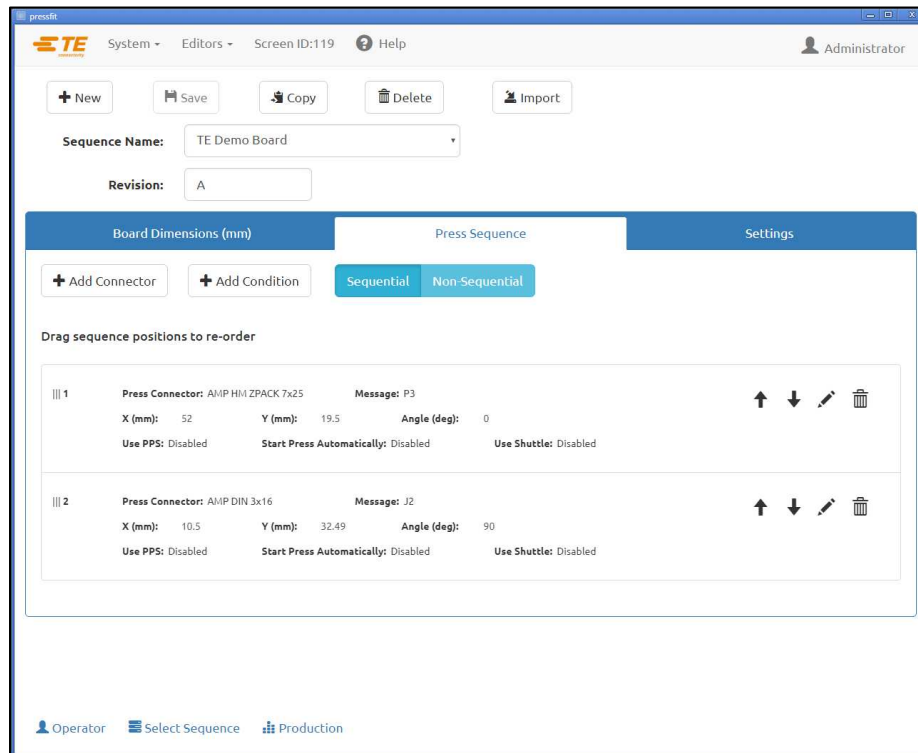 pressfit
TE connectivity System Editors Screen ID:119 Help Administrator
New Save Copy Delete Import
Sequence Name: TE Demo Board
Revision: A
Board Dimensions (mm) Press Sequence Settings
Add Connector Add Condition Sequential Non-Sequential
Drag sequence positions to re-order
1 Press Connector: AMP HM ZPACK 7x25 Message: P3
X (mm): 52 Y (mm): 19.5 Angle (deg): 0
Use PPS: Disabled Start Press Automatically: Disabled Use Shuttle: Disabled
2 Press Connector: AMP DIN 3x16 Message: J2
X (mm): 10.5 Y (mm): 32.49 Angle (deg): 90
Use PPS: Disabled Start Press Automatically: Disabled Use Shuttle: Disabled
Operator Select Sequence Production